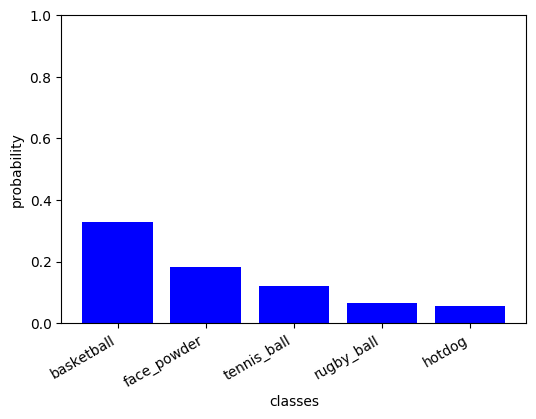 1.0
0.8
0.6
0.4
0.2
0.0
probability
basketball
face_powder
tennis_ball
rugby_ball
hotdog
classes